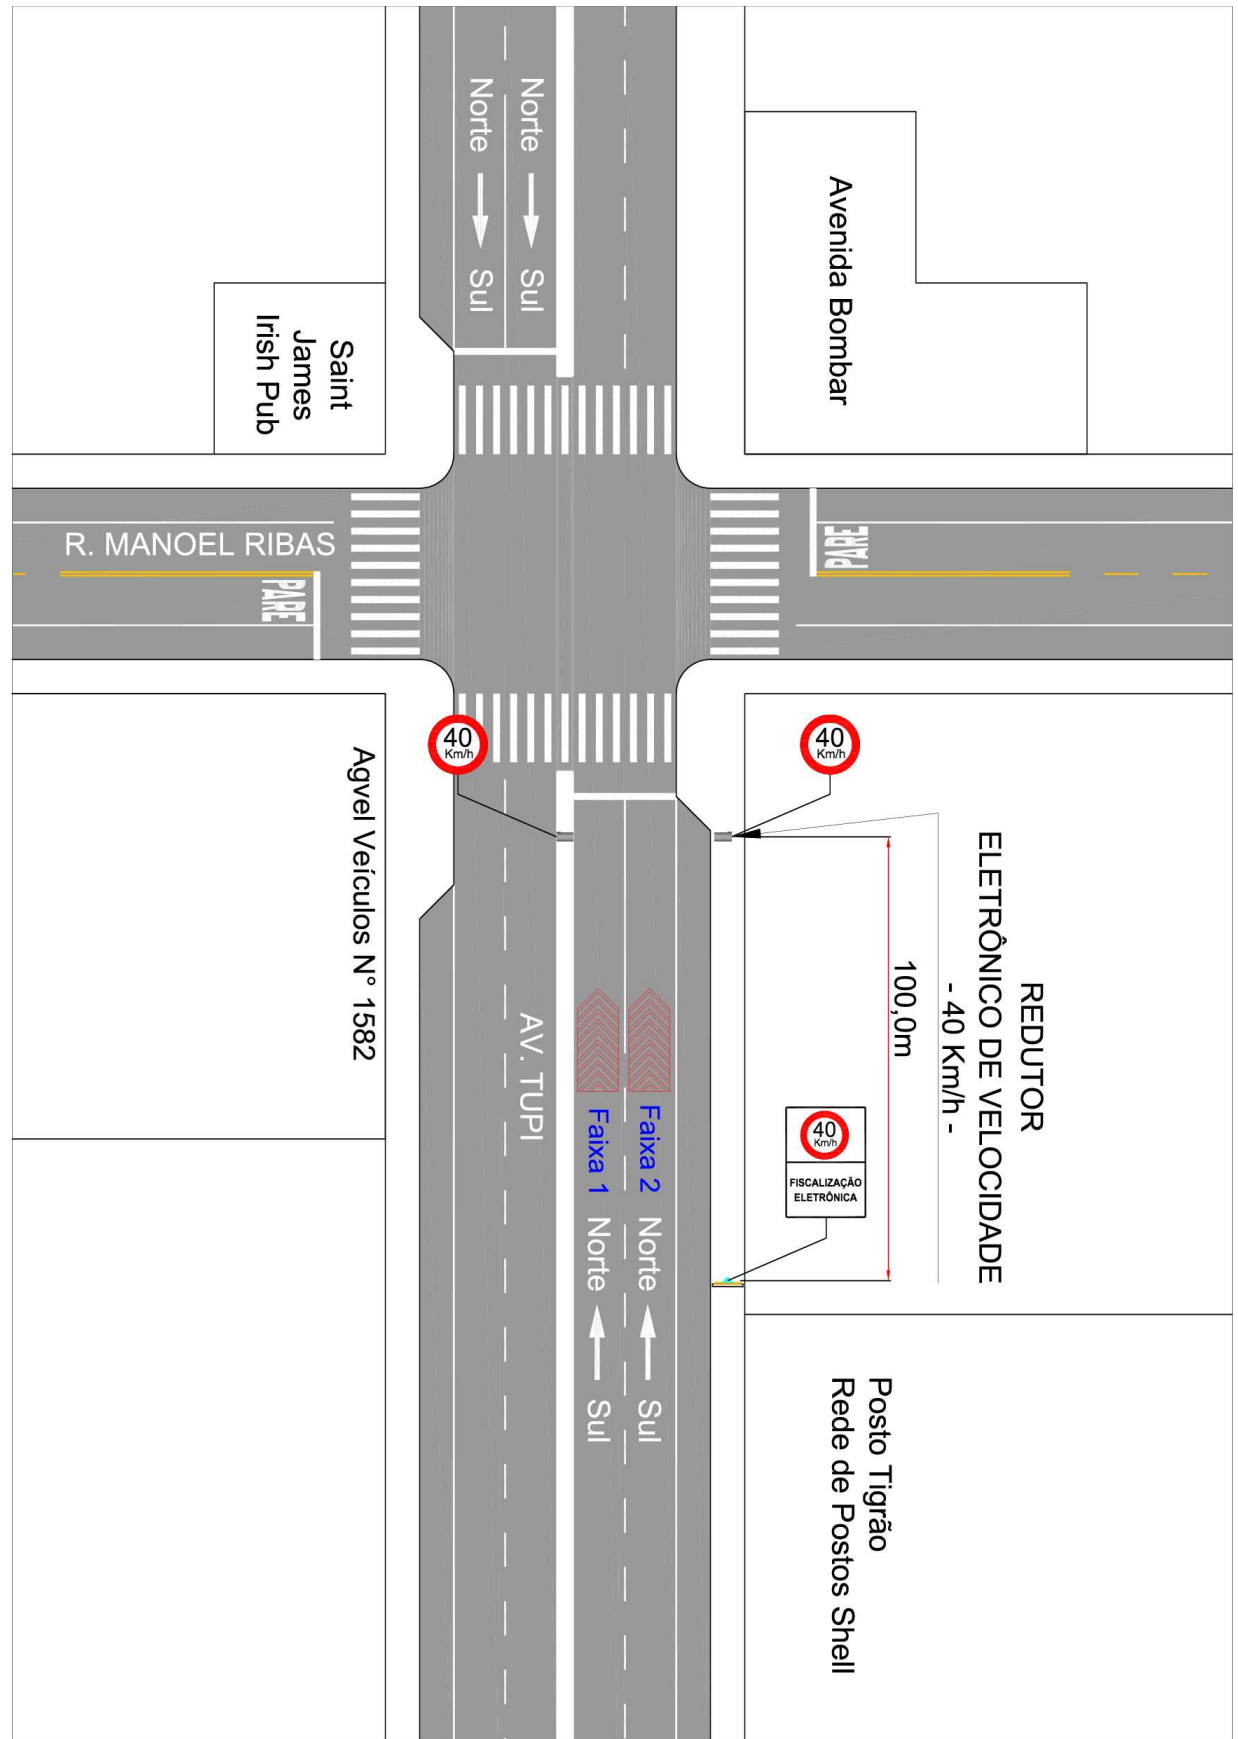 Norte → Sul
Norte → Sul
Avenida Bombar
Saint
James
Irish Pub
R. MANOEL RIBAS
PARE
PARE
40
Km/h
40
Km/h
Agvel Veículos N° 1582
REDUTOR
ELETRÔNICO DE VELOCIDADE
- 40 Km/h -
100,0m
AV. TUPI
40
Km/h
FISCALIZAÇÃO
ELETRÔNICA
Faixa 2 Norte ← Sul
Faixa 1 Norte ← Sul
Posto Tigrão
Rede de Postos Shell